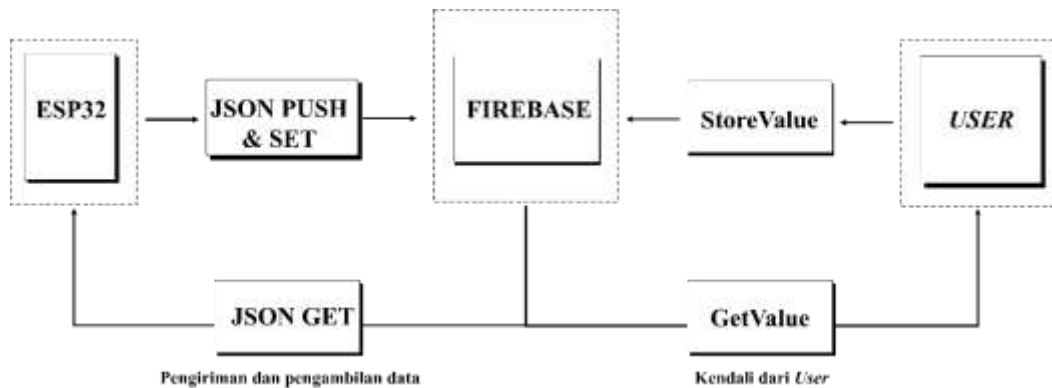 ESP32
JSON PUSH
& SET
FIREBASE
StoreValue
USER
JSON GET
GetValue
Pengiriman dan pengambilan data
Kendali dari User